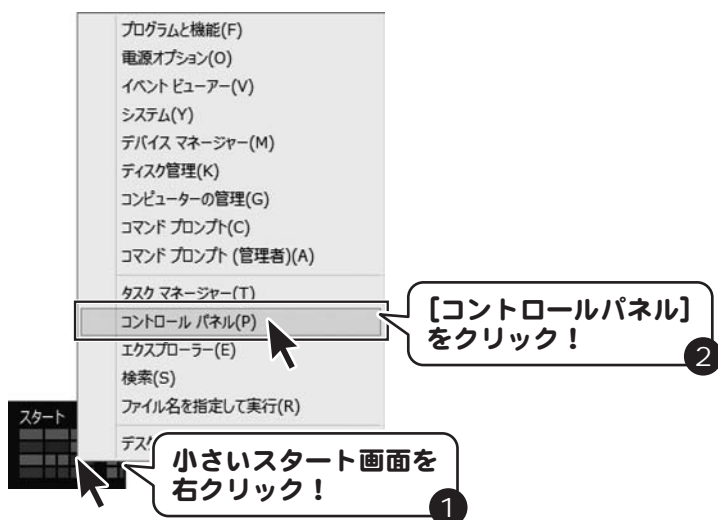 プログラムと機能(F)
電源オプション(O)
イベント ビューアー(V)
システム(Y)
デバイス マネージャー(M)
ディスク管理(K)
コンピューターの管理(G)
コマンド プロンプト(C)
コマンド プロンプト (管理者)(A)
タスク マネージャー(T)
コントロール パネル(P)
エクスプローラー(E)
検索(S)
ファイル名を指定して実行(R)
デスク
[コントロールパネル]
をクリック！
2
スタート
小さいスタート画面を
右クリック！
1